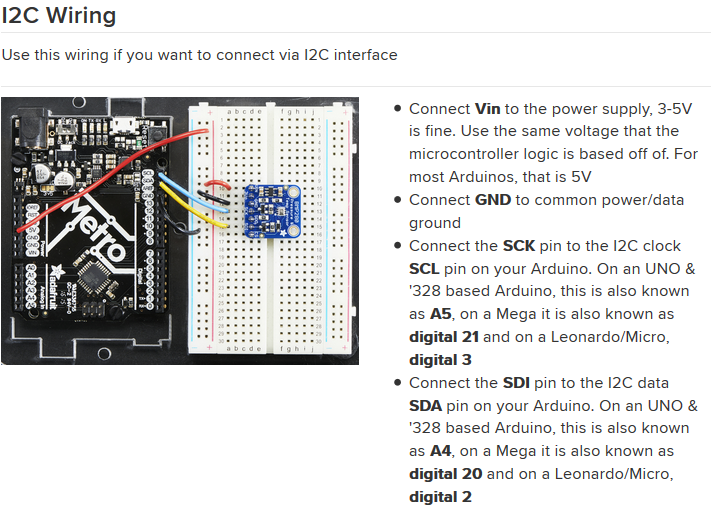 I2C Wiring
Use this wiring if you want to connect via I2C interface
Metro
adafruit
• Connect Vin to the power supply, 3-5V
is fine. Use the same voltage that the
microcontroller logic is based off of. For
most Arduinos, that is 5V
• Connect GND to common power/data
ground
• Connect the SCK pin to the I2C clock
SCL pin on your Arduino. On an UNO &
'328 based Arduino, this is also known
as A5, on a Mega it is also known as
digital 21 and on a Leonardo/Micro,
digital 3
• Connect the SDI pin to the I2C data
SDA pin on your Arduino. On an UNO &
'328 based Arduino, this is also known
as A4, on a Mega it is also known as
digital 20 and on a Leonardo/Micro,
digital 2